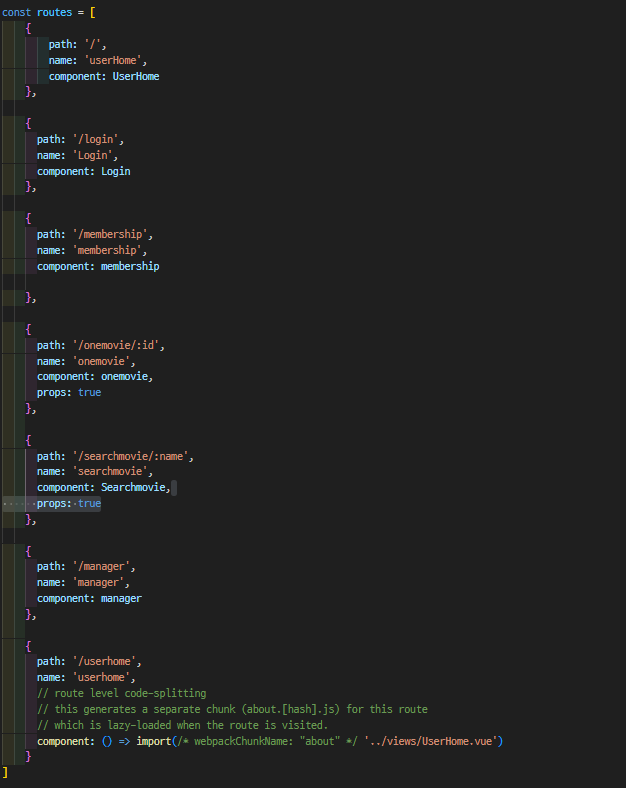 const routes = [
{
path: '/',
name: 'userHome',
component: UserHome
},
{
path: '/login',
name: 'Login',
component: Login
},
{
path: '/membership',
name: 'membership',
component: membership
},
{
path: '/onemovie/:id',
name: 'onemovie',
component: onemovie,
props: true
},
{
path: '/searchmovie/:name',
name: 'searchmovie',
component: Searchmovie,
props: true
},
{
path: '/manager',
name: 'manager',
component: manager
},
{
path: '/userhome',
name: 'userhome',
// route level code-splitting
// this generates a separate chunk (about.[hash].js) for this route
// which is lazy-loaded when the route is visited.
component: () => import(/* webpackChunkName: "about" */ '../views/UserHome.vue')
}
]